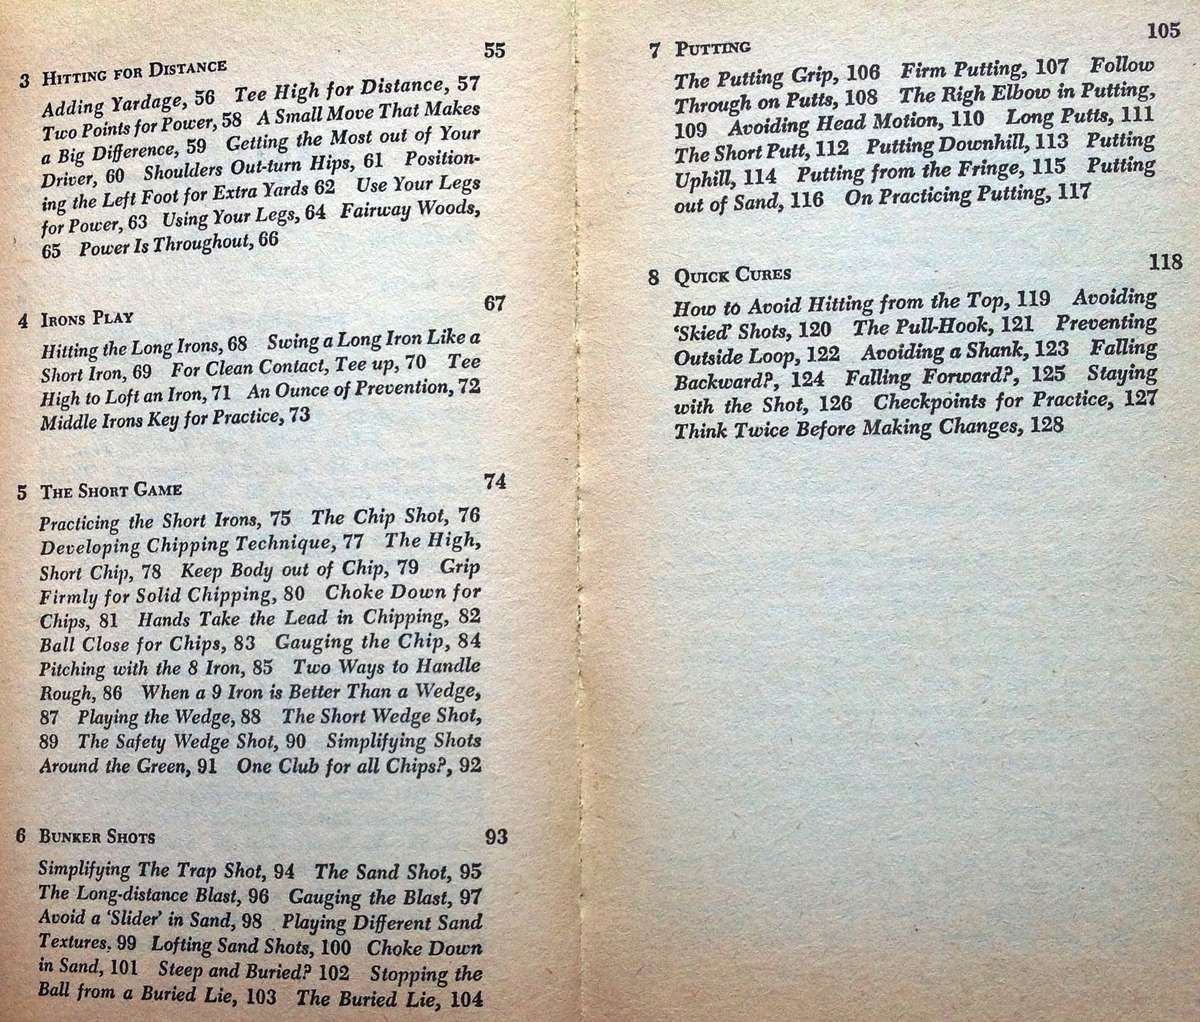 3 Hitting for Distance 55
Adding Yardage, 56 Tee High for Distance, 57
Two Points for Power, 58 A Small Move That Makes
a Big Difference, 59 Getting the Most out of Your
Driver, 60 Shoulders Out-turn Hips, 61 Position-
ing the Left Foot for Extra Yards 62 Use Your Legs
for Power, 63 Using Your Legs, 64 Fairway Woods,
65 Power Is Throughout, 66
4 Irons Play 67
Hitting the Long Irons, 68 Swing a Long Iron Like a
Short Iron, 69 For Clean Contact, Tee up, 70 Tee
High to Loft an Iron, 71 An Ounce of Prevention, 72
Middle Irons Key for Practice, 73
5 The Short Game 74
Practicing the Short Irons, 75 The Chip Shot, 76
Developing Chipping Technique, 77 The High,
Short Chip, 78 Keep Body out of Chip, 79 Grip
Firmly for Solid Chipping, 80 Choke Down for
Chips, 81 Hands Take the Lead in Chipping, 82
Ball Close for Chips, 83 Gauging the Chip, 84
Pitching with the 8 Iron, 85 Two Ways to Handle
Rough, 86 When a 9 Iron is Better Than a Wedge,
87 Playing the Wedge, 88 The Short Wedge Shot,
89 The Safety Wedge Shot, 90 Simplifying Shots
Around the Green, 91 One Club for all Chips?, 92
6 Bunker Shots 93
Simplifying The Trap Shot, 94 The Sand Shot, 95
The Long-distance Blast, 96 Gauging the Blast, 97
Avoid a 'Slider' in Sand, 98 Playing Different Sand
Textures, 99 Lofting Sand Shots, 100 Choke Down
in Sand, 101 Steep and Buried? 102 Stopping the
Ball from a Buried Lie, 103 The Buried Lie, 104
7 Putting 105
The Putting Grip, 106 Firm Putting, 107 Follow
Through on Putts, 108 The Righ Elbow in Putting,
109 Avoiding Head Motion, 110 Long Putts, 111
The Short Putt, 112 Putting Downhill, 113 Putting
Uphill, 114 Putting from the Fringe, 115 Putting
out of Sand, 116 On Practicing Putting, 117
8 Quick Cures 118
How to Avoid Hitting from the Top, 119 Avoiding
'Skied' Shots, 120 The Pull-Hook, 121 Preventing
Outside Loop, 122 Avoiding a Shank, 123 Falling
Backward?, 124 Falling Forward?, 125 Staying
with the Shot, 126 Checkpoints for Practice, 127
Think Twice Before Making Changes, 128